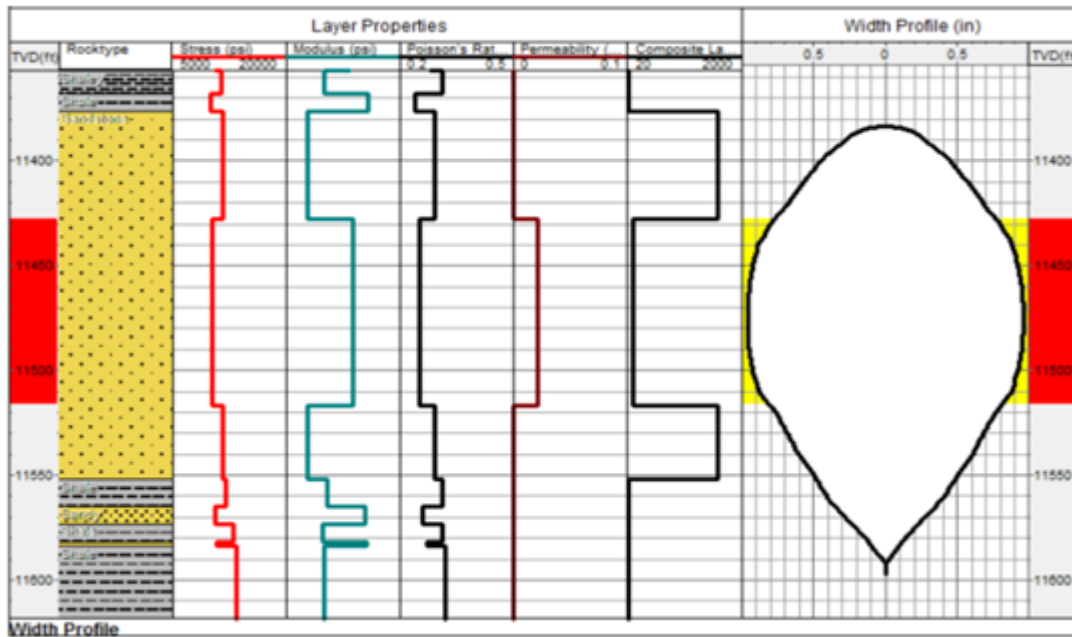 Layer Properties
Width Profile (in)
TVD(ft)
Rocktype
Stress (psi)
5000 20000
Modulus (psi)
Poisson's Rat...
0.2 0.5
Permeability (...
0 0.1
Composite La...
20 2000
0.5 0 0.5
TVD(ft
Shale
Shale
11400
11400
11450
11450
11500
11500
11550
11550
Shale
Sandy
Shale
11600
11600
Width Profile